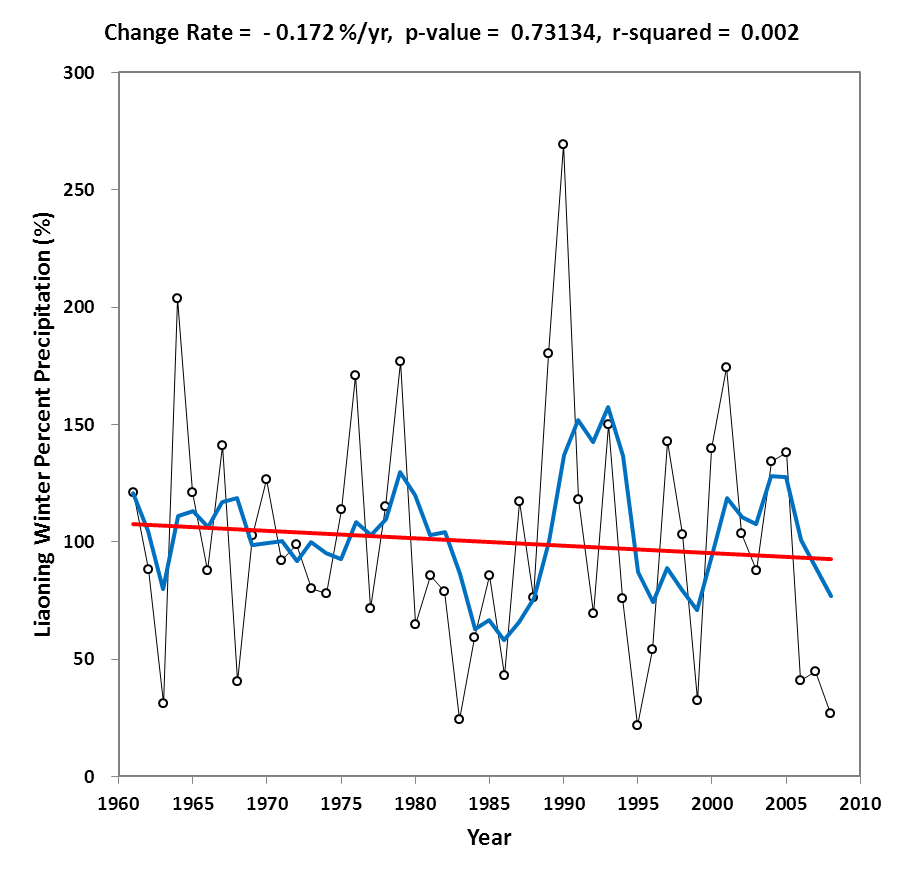 Change Rate = - 0.172 %/yr, p-value = 0.73134, r-squared = 0.002
300
250
200
150
100
50
0
Liaoning Winter Percent Precipitation (%)
1960 1965 1970 1975 1980 1985 1990 1995 2000 2005 2010
Year